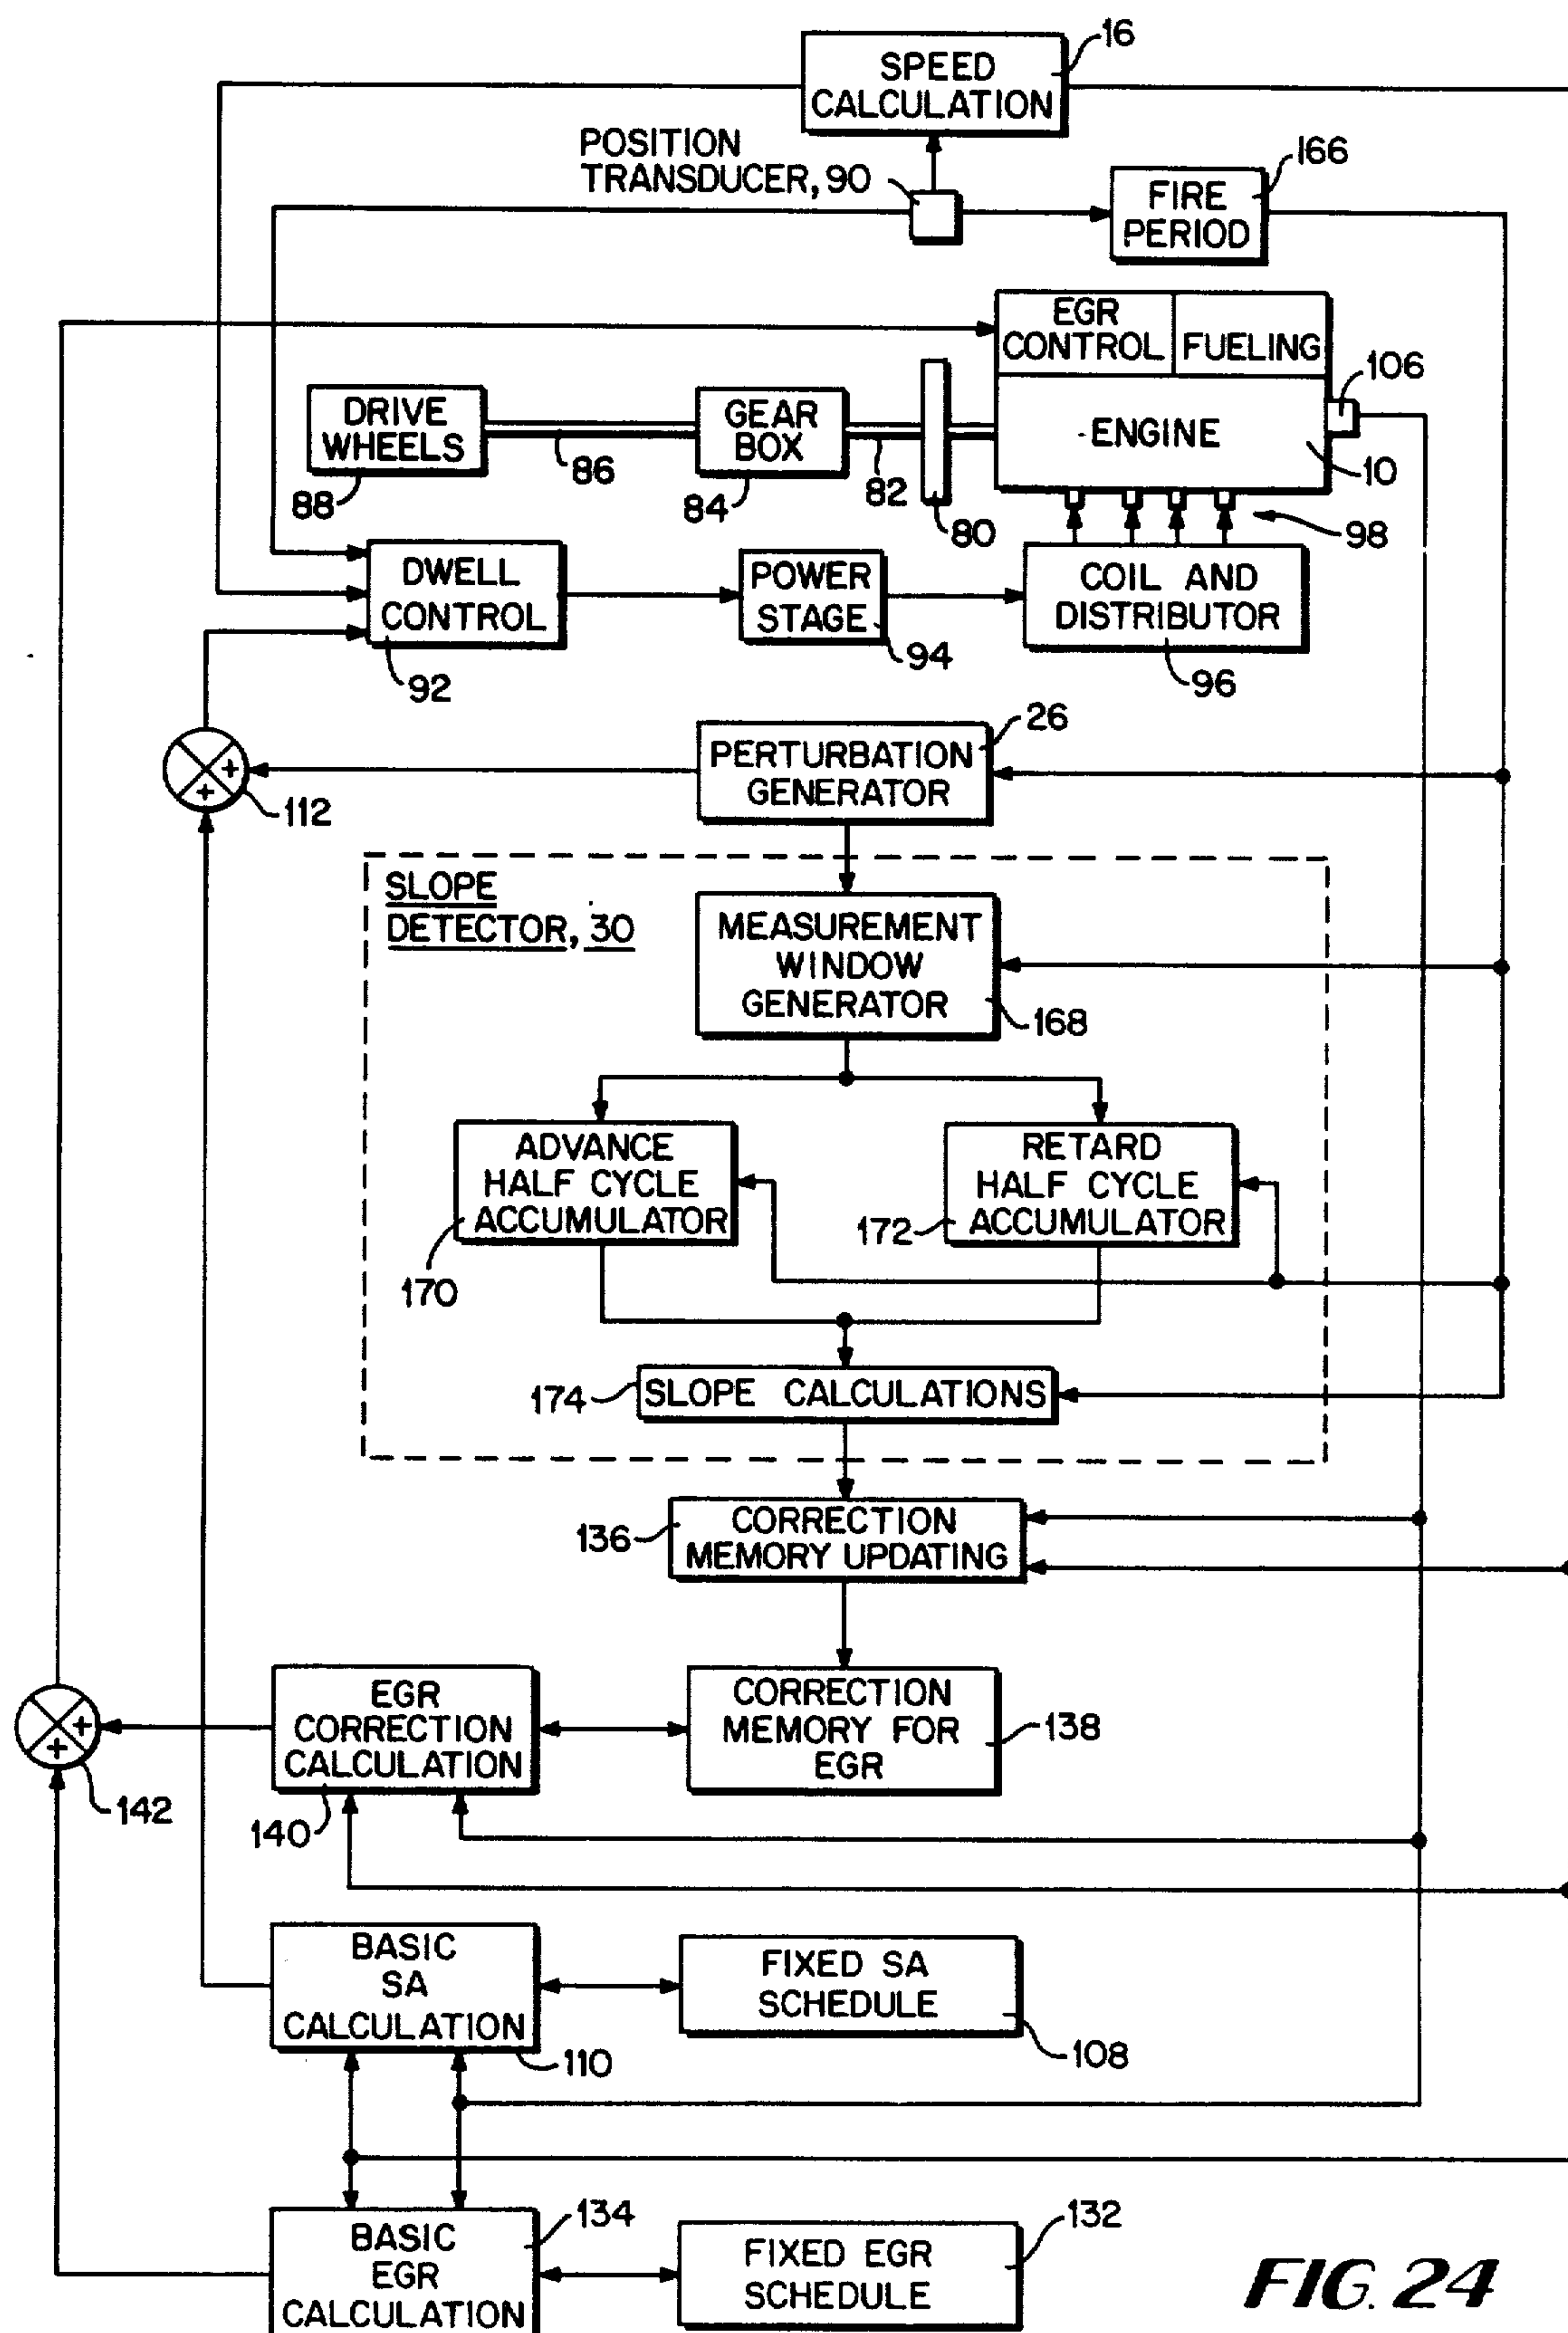 16
SPEED
CALCULATION
POSITION
TRANSDUCER, 90
166
FIRE
PERIOD
EGR
CONTROL
FUELING
106
DRIVE
WHEELS
GEAR
BOX
ENGINE
86
82
10
88
84
80
98
DWELL
CONTROL
POWER
STAGE
COIL AND
DISTRIBUTOR
92
94
96
26
PERTURBATION
GENERATOR
+
+
112
SLOPE
DETECTOR, 30
MEASUREMENT
WINDOW
GENERATOR
168
ADVANCE
HALF CYCLE
ACCUMULATOR
RETARD
HALF CYCLE
ACCUMULATOR
172
170
174
SLOPE CALCULATIONS
136
CORRECTION
MEMORY UPDATING
EGR
CORRECTION
CALCULATION
CORRECTION
MEMORY FOR
EGR
138
+
+
142
140
BASIC
SA
CALCULATION
FIXED SA
SCHEDULE
110
108
134
132
BASIC
EGR
CALCULATION
FIXED EGR
SCHEDULE
FIG. 24